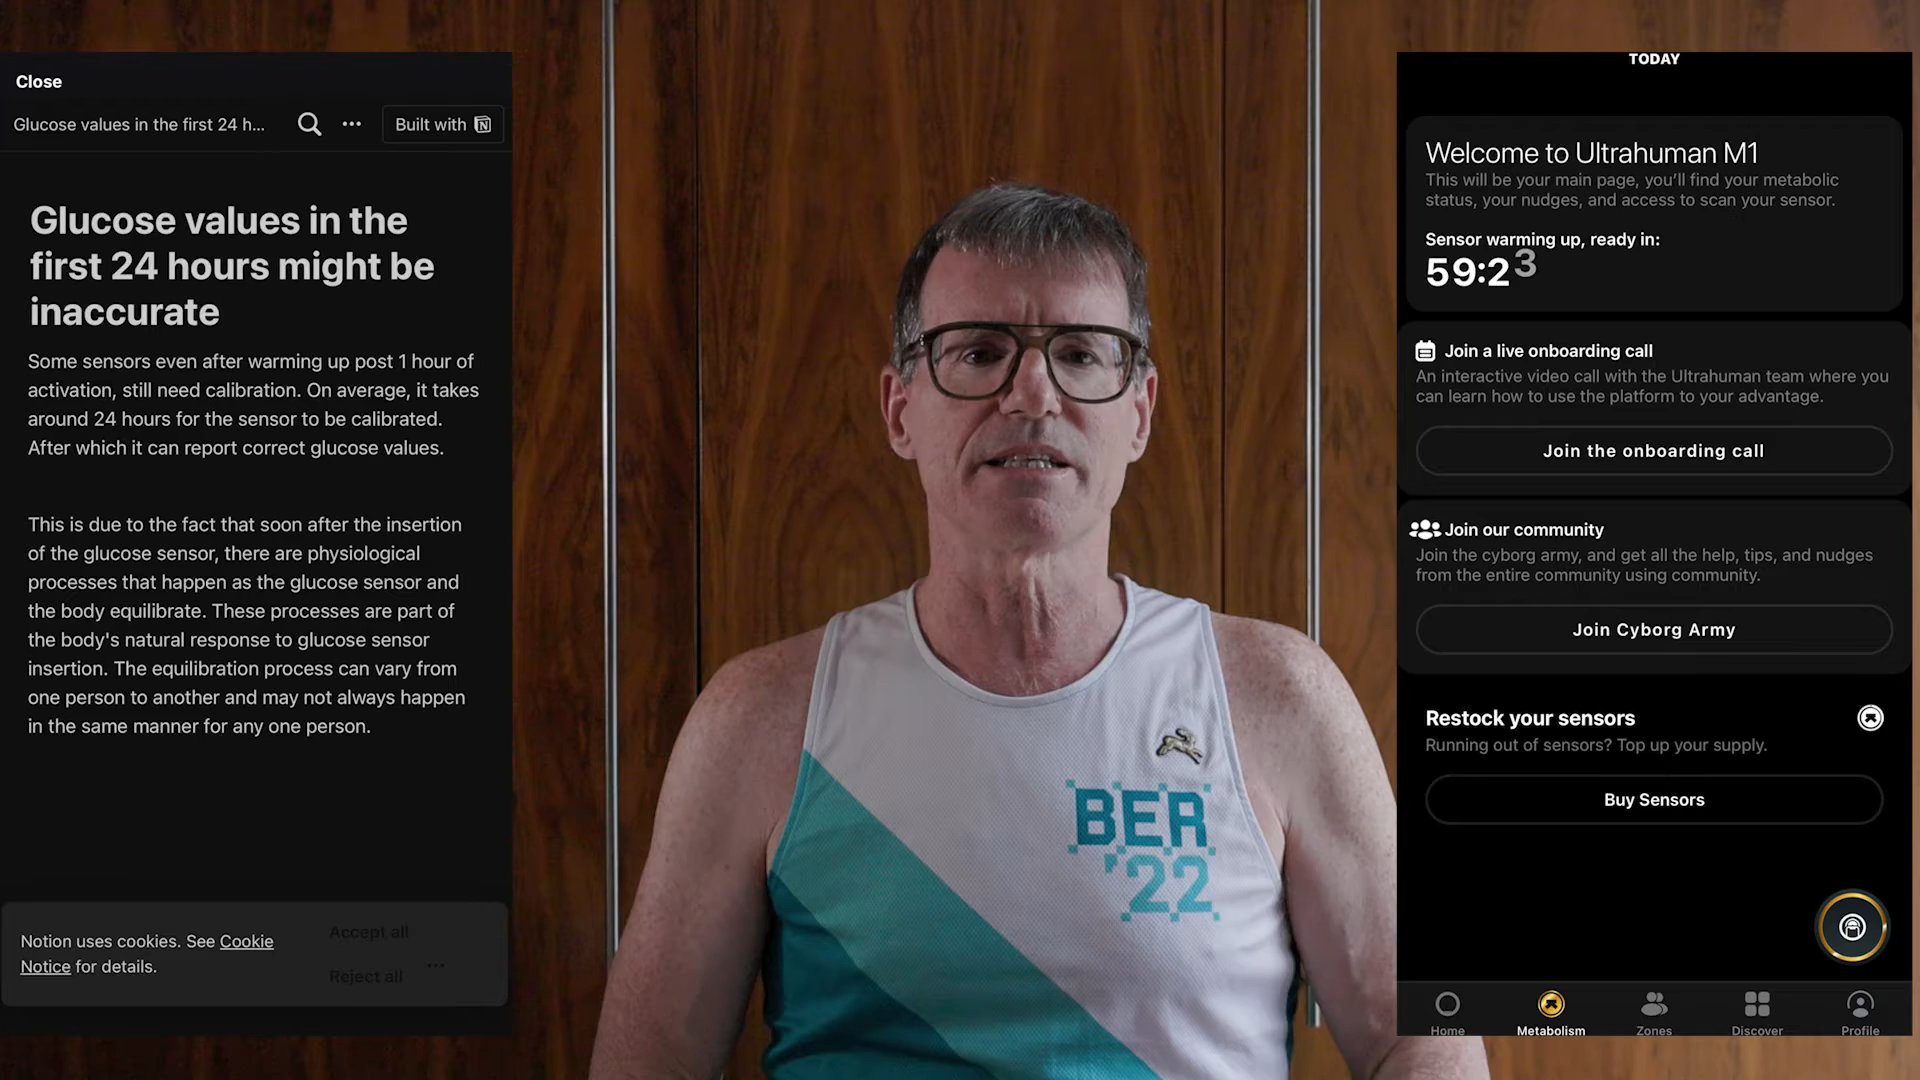 Close
Glucose values in the first 24 h...
Built with
Glucose values in the
first 24 hours might be
inaccurate
Some sensors even after warming up post 1 hour of
activation, still need calibration. On average, it takes
around 24 hours for the sensor to be calibrated.
After which it can report correct glucose values.
This is due to the fact that soon after the insertion
of the glucose sensor, there are physiological
processes that happen as the glucose sensor and
the body equilibrate. These processes are part of
the body's natural response to glucose sensor
insertion. The equilibration process can vary from
one person to another and may not always happen
in the same manner for any one person.
Notion uses cookies. See Cookie
Notice for details.
Accept all
Reject all
BER
'22
TODAY
Welcome to Ultrahuman M1
This will be your main page, you'll find your metabolic
status, your nudges, and access to scan your sensor.
Sensor warming up, ready in:
59:23
Join a live onboarding call
An interactive video call with the Ultrahuman team where you
can learn how to use the platform to your advantage.
Join the onboarding call
Join our community
Join the cyborg army, and get all the help, tips, and nudges
from the entire community using community.
Join Cyborg Army
Restock your sensors
Running out of sensors? Top up your supply.
Buy Sensors
Home
Metabolism
Zones
Discover
Profile